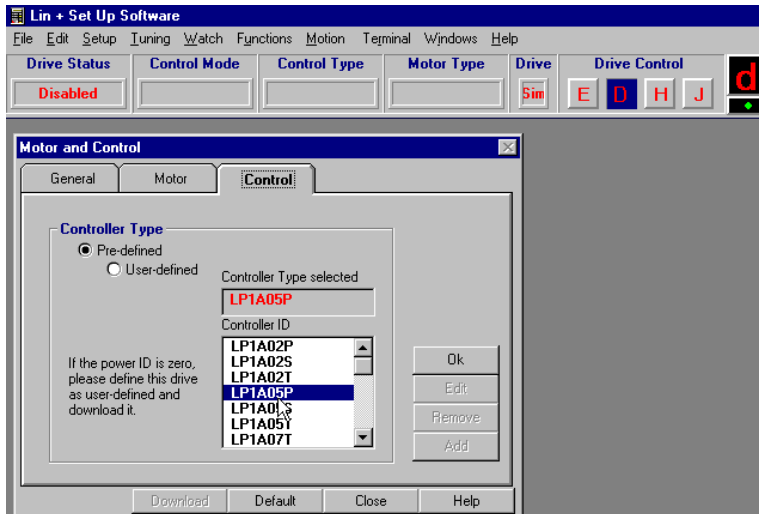 Lin + Set Up Software
File Edit Setup Tuning Watch Functions Motion Terminal Windows Help
Drive Status Control Mode Control Type Motor Type Drive Drive Control
Disabled Sim E D H J d
Motor and Control
General Motor Control
Controller Type
Pre-defined
User-defined
Controller Type selected
LP1A05P
Controller ID
LP1A02P
LP1A02S
LP1A02T
LP1A05P
LP1A05S
LP1A05T
LP1A07T
If the power ID is zero,
please define this drive
as user-defined and
download it.
Ok
Edit
Remove
Add
Download Default Close Help